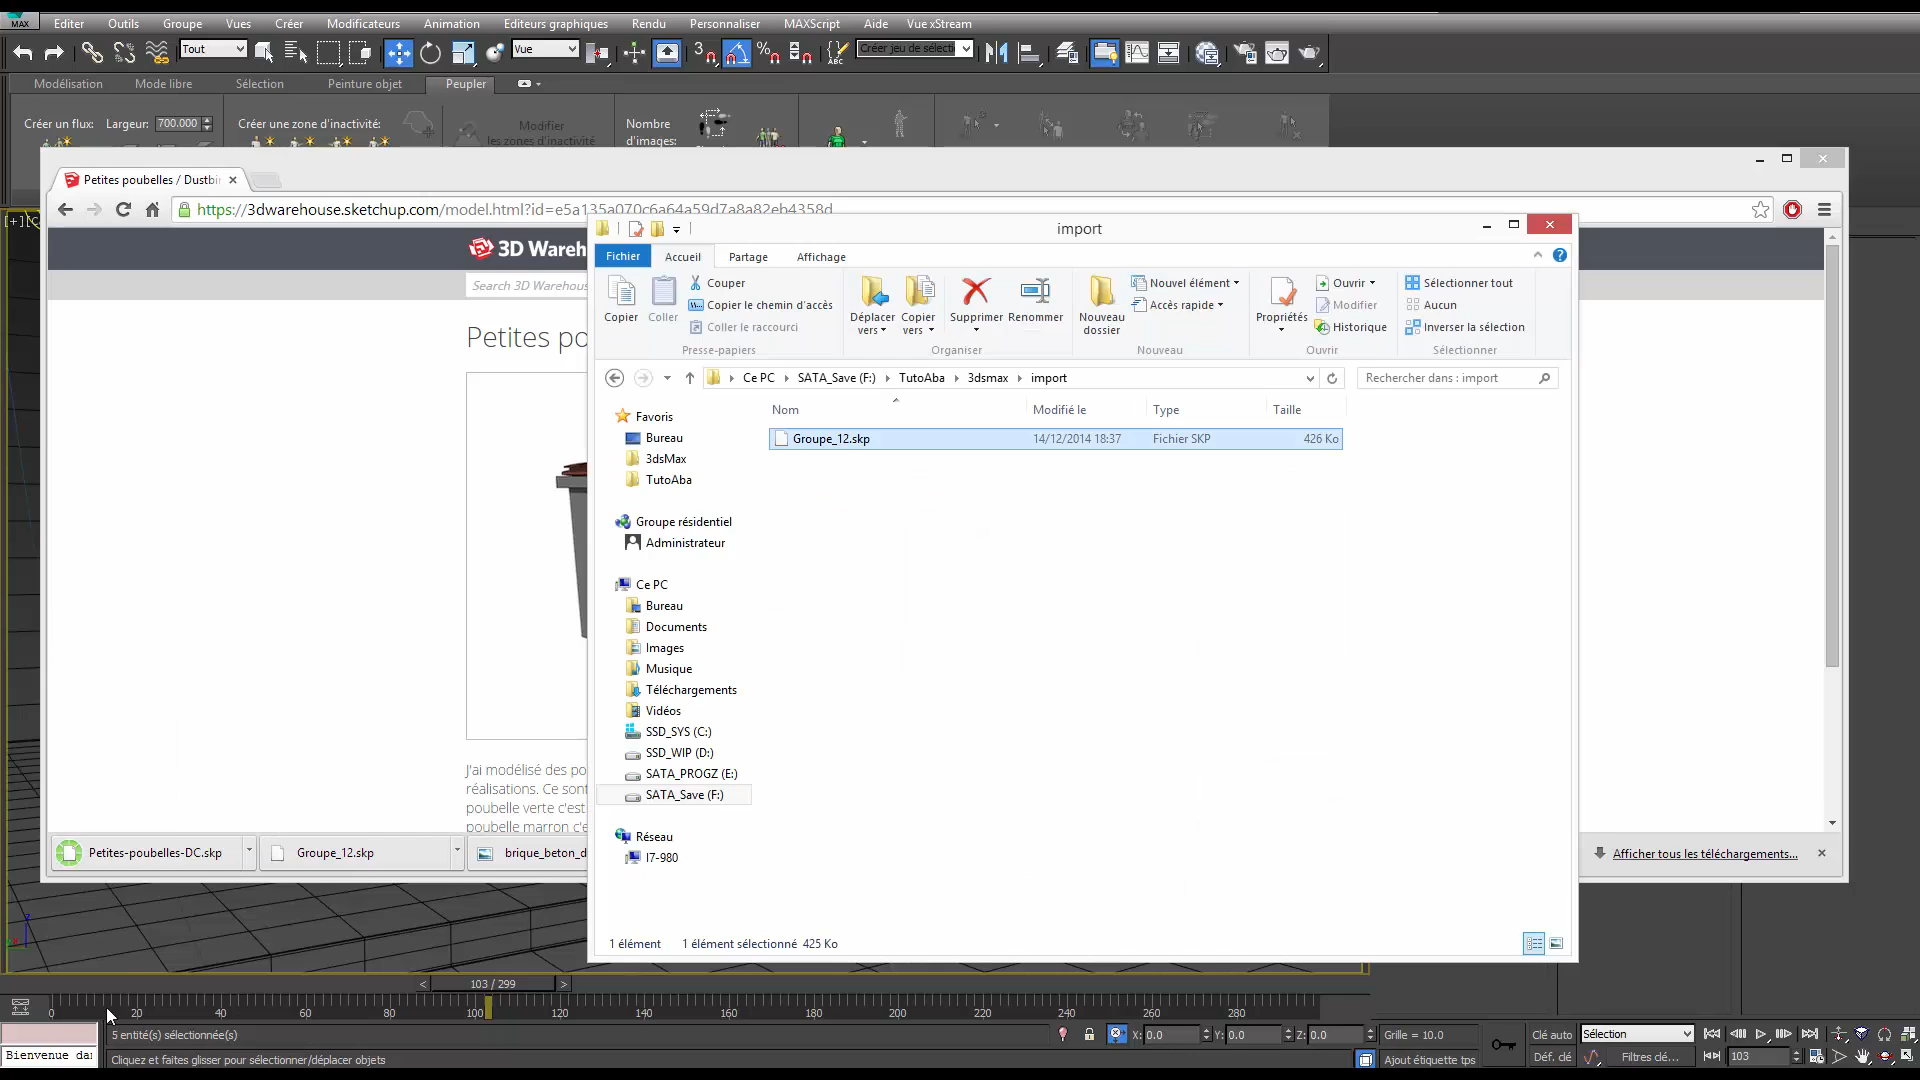 MAX
Editer Outils Groupe Vues Créer Modificateurs Animation Editeurs graphiques Rendu Personnaliser MAXScript Aide Vue xStream
Tout
Vue
3
%
ABC
Créer jeu de sélecti
Modélisation Mode libre Sélection Peinture objet Peupler
Créer un flux: Largeur: 700.000 Créer une zone d'inactivité: Modifier Nombre
les zones d'inactivité d'images:
Petites poubelles / Dustbi
https://3dwarehouse.sketchup.com/model.html?id=e5a135a070c6a64a59d7a8a82eb4358d
3D Wareh
Search 3D Warehous
Petites po
J'ai modélisé des po
réalisations. Ce sont
poubelle verte c'est
poubelle marron c'e
Petites-poubelles-DC.skp Groupe_12.skp brique_beton_d
Afficher tous les téléchargements...
import
Fichier Accueil Partage Affichage
Copier
Coller
Couper
Copier le chemin d'accès
Coller le raccourci
Presse-papiers
Déplacer vers
Copier vers
Supprimer
Renommer
Organiser
Nouveau dossier
Nouvel élément
Accès rapide
Nouveau
Propriétés
Ouvrir
Modifier
Historique
Ouvrir
Sélectionner tout
Aucun
Inverser la sélection
Sélectionner
Ce PC SATA_Save (F:) TutoAba 3dsmax import
Rechercher dans : import
Nom Modifié le Type Taille
Groupe_12.skp 14/12/2014 18:37 Fichier SKP 426 Ko
Favoris
Bureau
3dsMax
TutoAba
Groupe résidentiel
Administrateur
Ce PC
Bureau
Documents
Images
Musique
Téléchargements
Vidéos
SSD_SYS (C:)
SSD_WIP (D:)
SATA_PROGZ (E:)
SATA_Save (F:)
Réseau
I7-980
1 élément 1 élément sélectionné 425 Ko
< 103 / 299 >
0 20 40 60 80 100 120 140 160 180 200 220 240 260 280
5 entité(s) sélectionnée(s)
X: 0.0 Y: 0.0 Z: 0.0 Grille = 10.0
Clé auto Sélection
Bienvenue da
Cliquez et faites glisser pour sélectionner/déplacer objets
Ajout étiquette tps
Déf. clé Filtres clé... 103